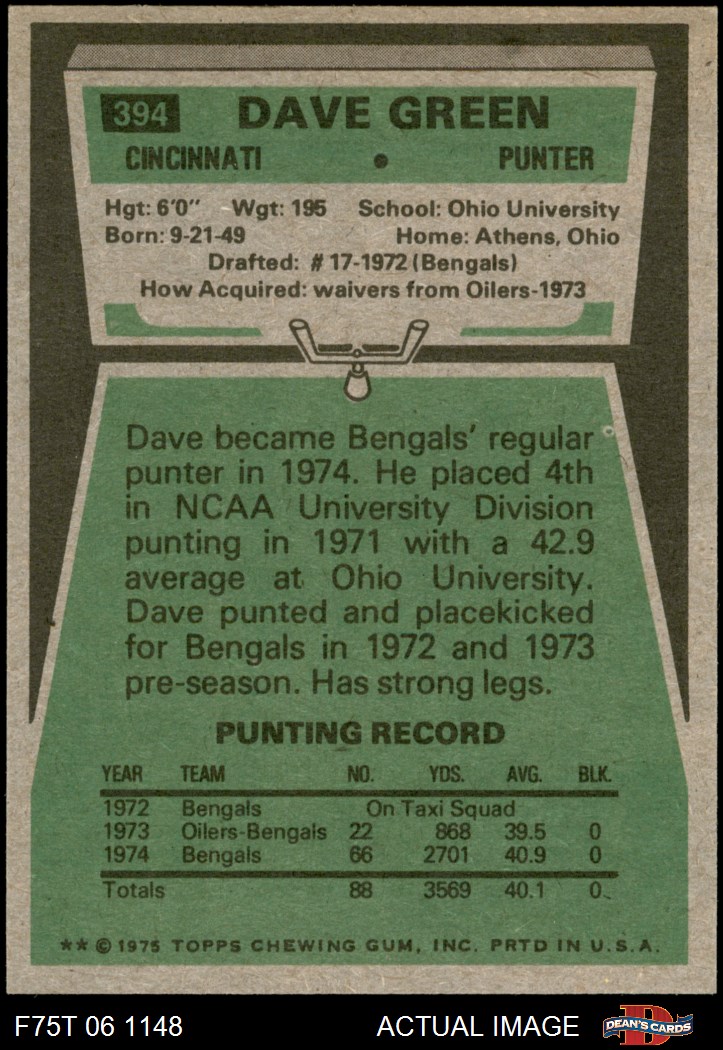 394 DAVE GREEN
CINCINNATI • PUNTER
Hgt: 6'0" Wgt: 195 School: Ohio University
Born: 9-21-49 Home: Athens, Ohio
Drafted: # 17-1972 (Bengals)
How Acquired: waivers from Oilers-1973
Dave became Bengals' regular
punter in 1974. He placed 4th
in NCAA University Division
punting in 1971 with a 42.9
average at Ohio University.
Dave punted and placekicked
for Bengals in 1972 and 1973
pre-season. Has strong legs.
PUNTING RECORD
YEAR TEAM NO. YDS. AVG. BLK.
1972 Bengals On Taxi Squad
1973 Oilers-Bengals 22 868 39.5 0
1974 Bengals 66 2701 40.9 0
Totals 88 3569 40.1 0
** © 1975 TOPPS CHEWING GUM, INC. PRTD IN U.S.A.
F75T 06 1148 ACTUAL IMAGE DEAN'S CARDS